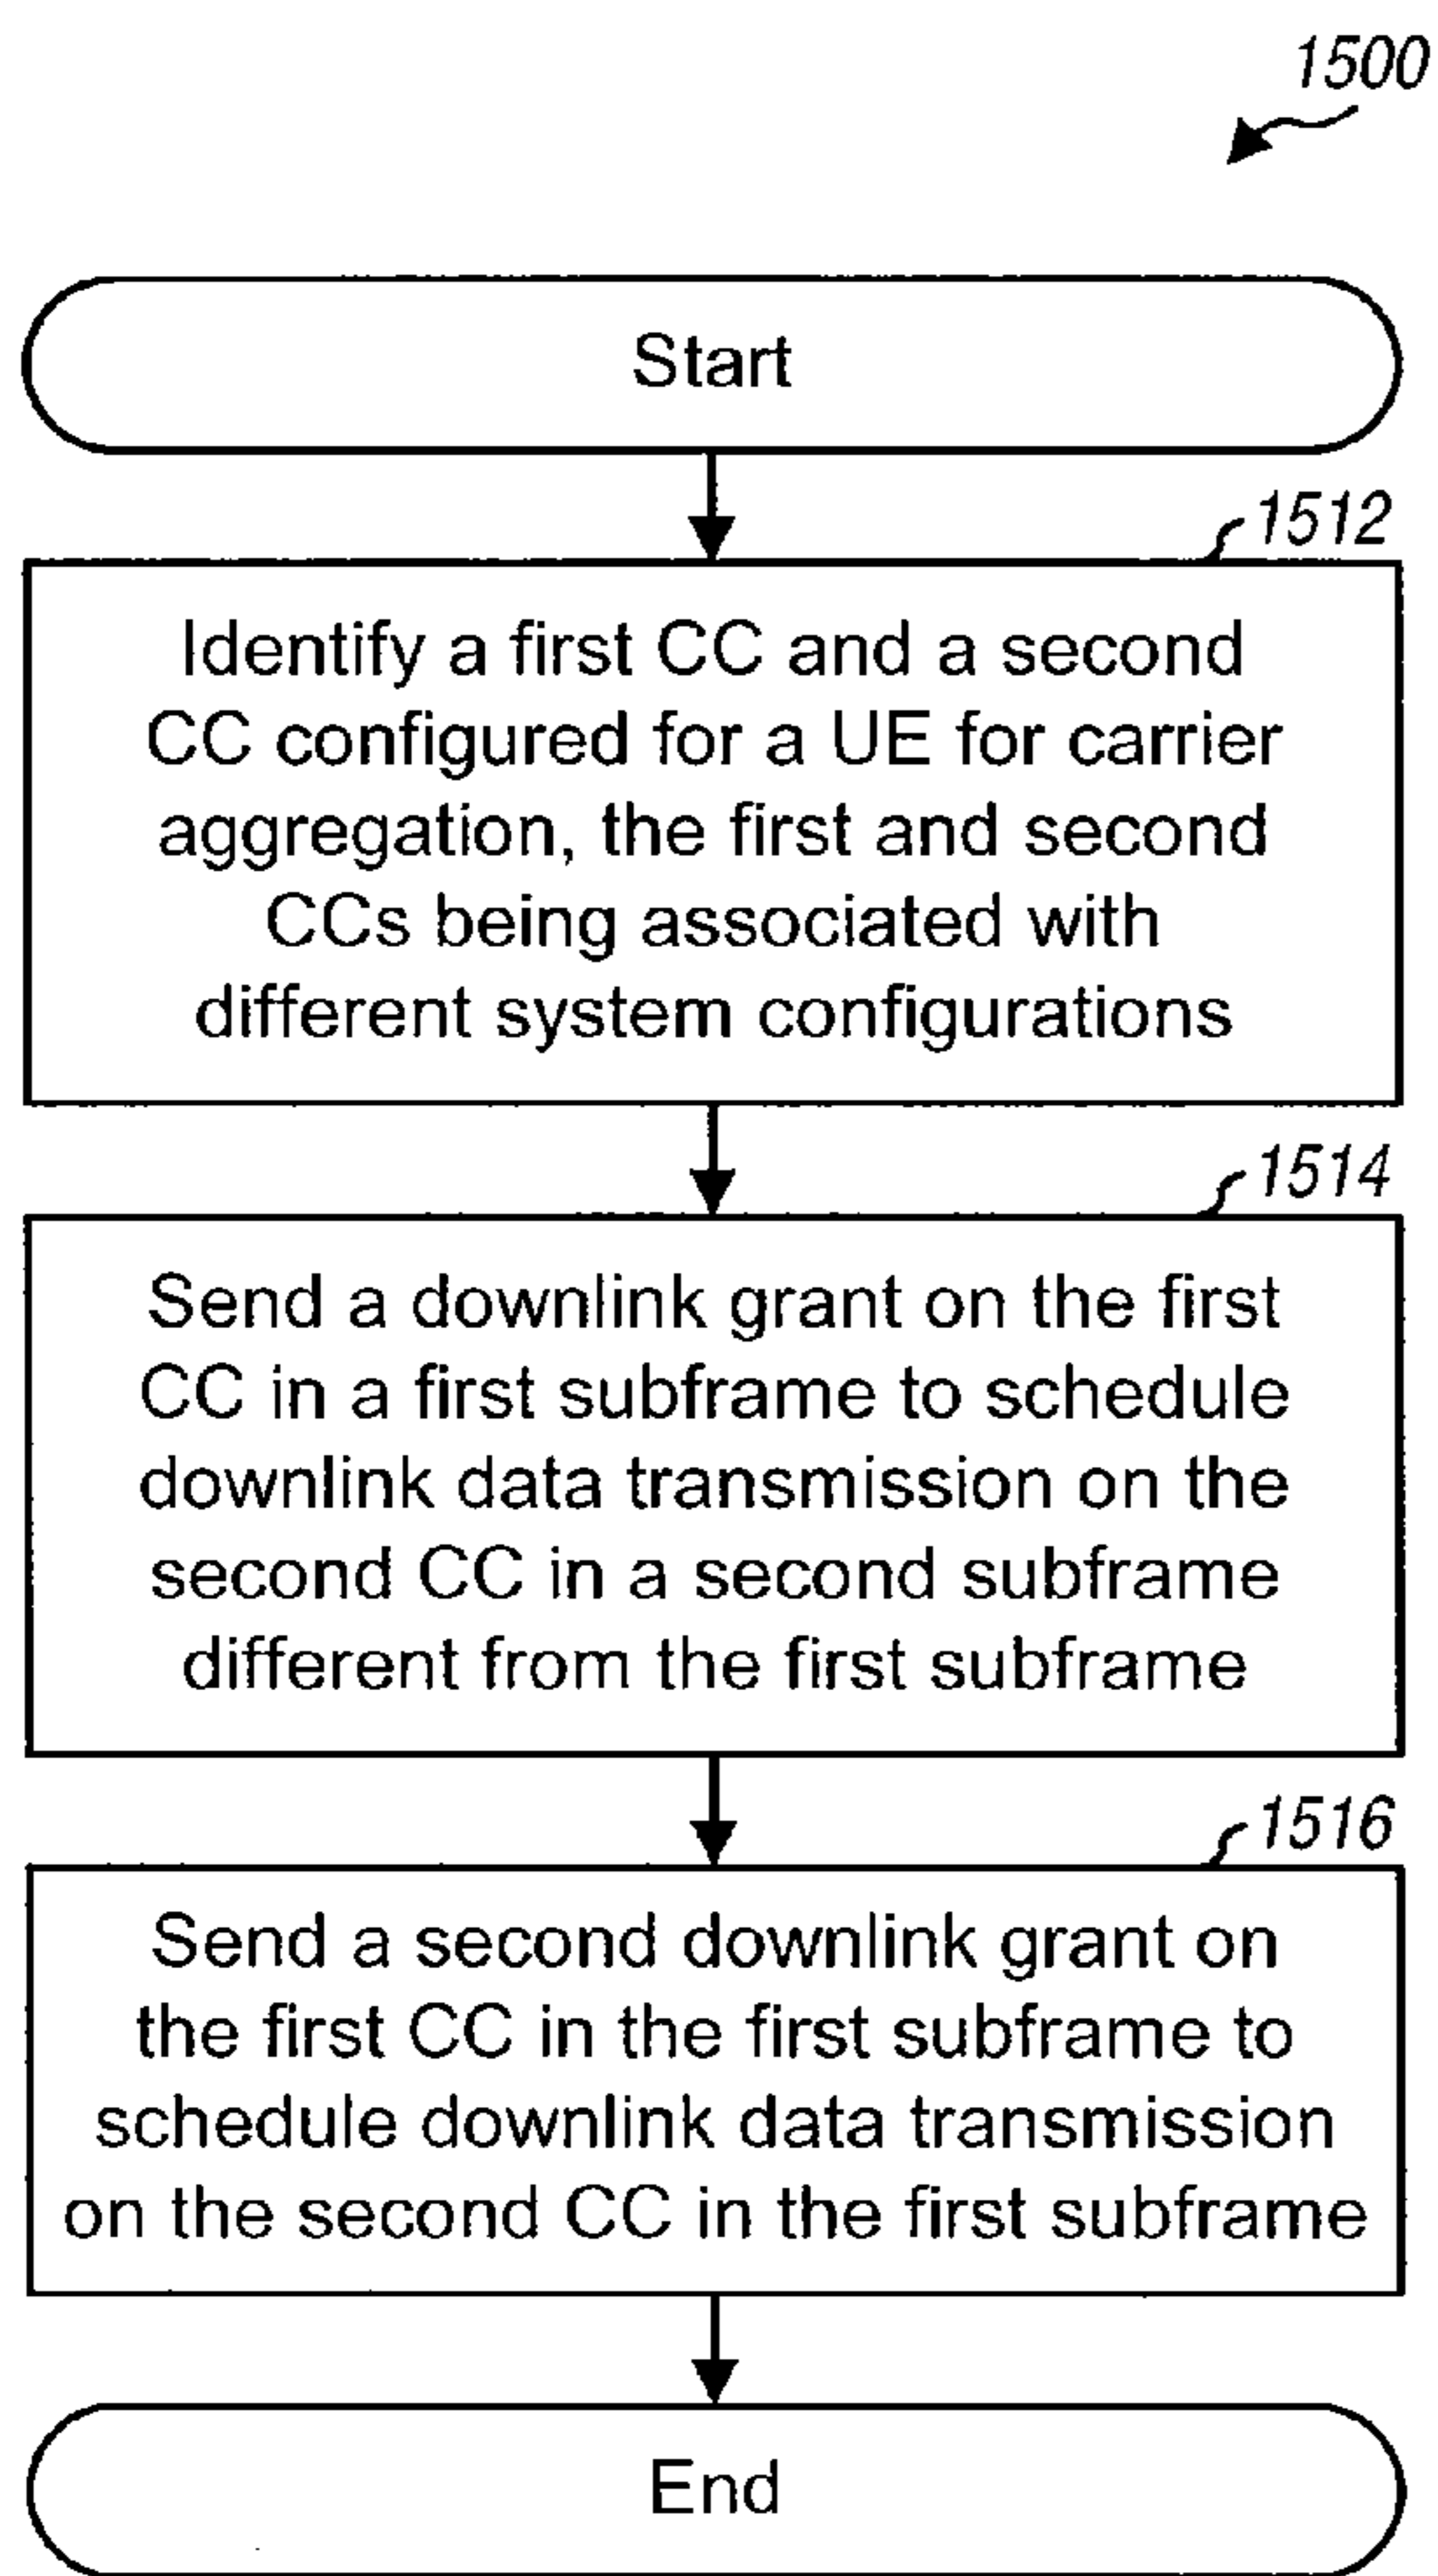 1500
Start
1512
Identify a first CC and a second
CC configured for a UE for carrier
aggregation, the first and second
CCs being associated with
different system configurations
1514
Send a downlink grant on the first
CC in a first subframe to schedule
downlink data transmission on the
second CC in a second subframe
different from the first subframe
1516
Send a second downlink grant on
the first CC in the first subframe to
schedule downlink data transmission
on the second CC in the first subframe
End